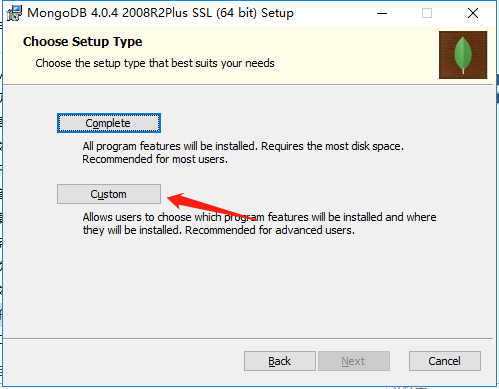 MongoDB 4.0.4 2008R2Plus SSL (64 bit) Setup
Choose Setup Type
Choose the setup type that best suits your needs
Complete
All program features will be installed. Requires the most disk space.
Recommended for most users.
Custom
Allows users to choose which program features will be installed and where
they will be installed. Recommended for advanced users.
Back
Next
Cancel